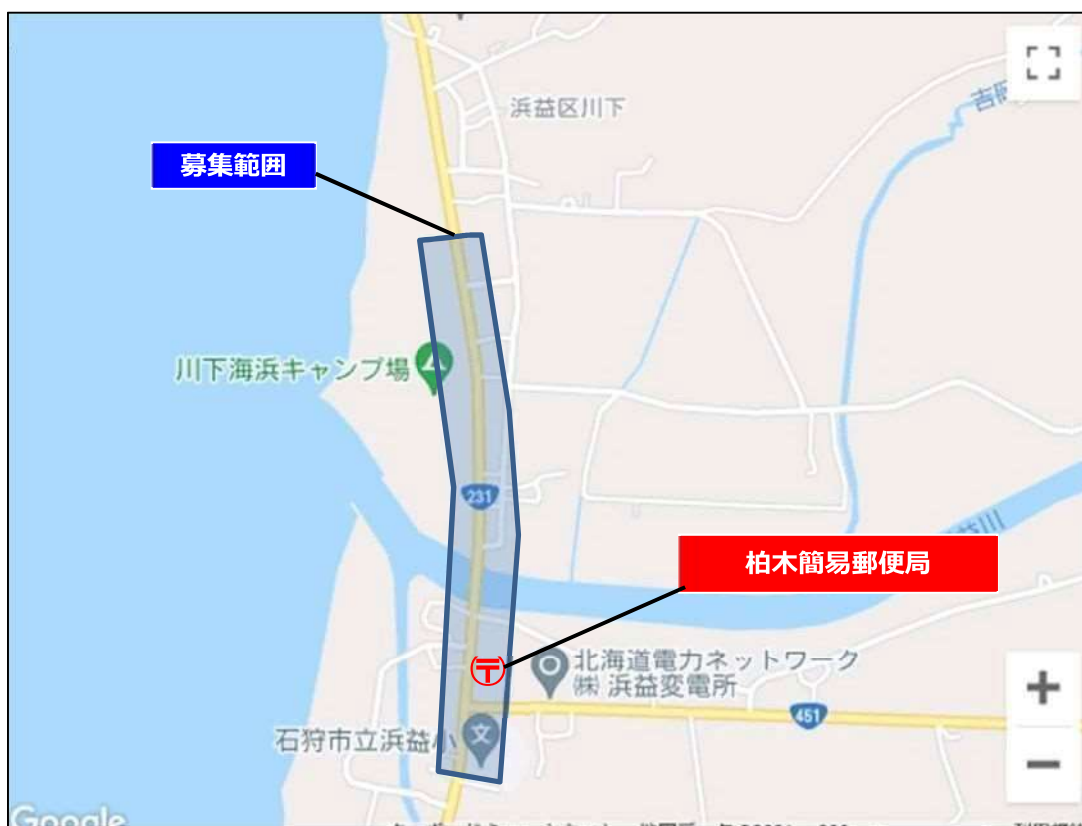 浜益区川下
募集範囲
川下海浜キャンプ場
231
柏木簡易郵便局
〒
北海道電力ネットワーク
㈱ 浜益変電所
451
石狩市立浜益小
文
Google